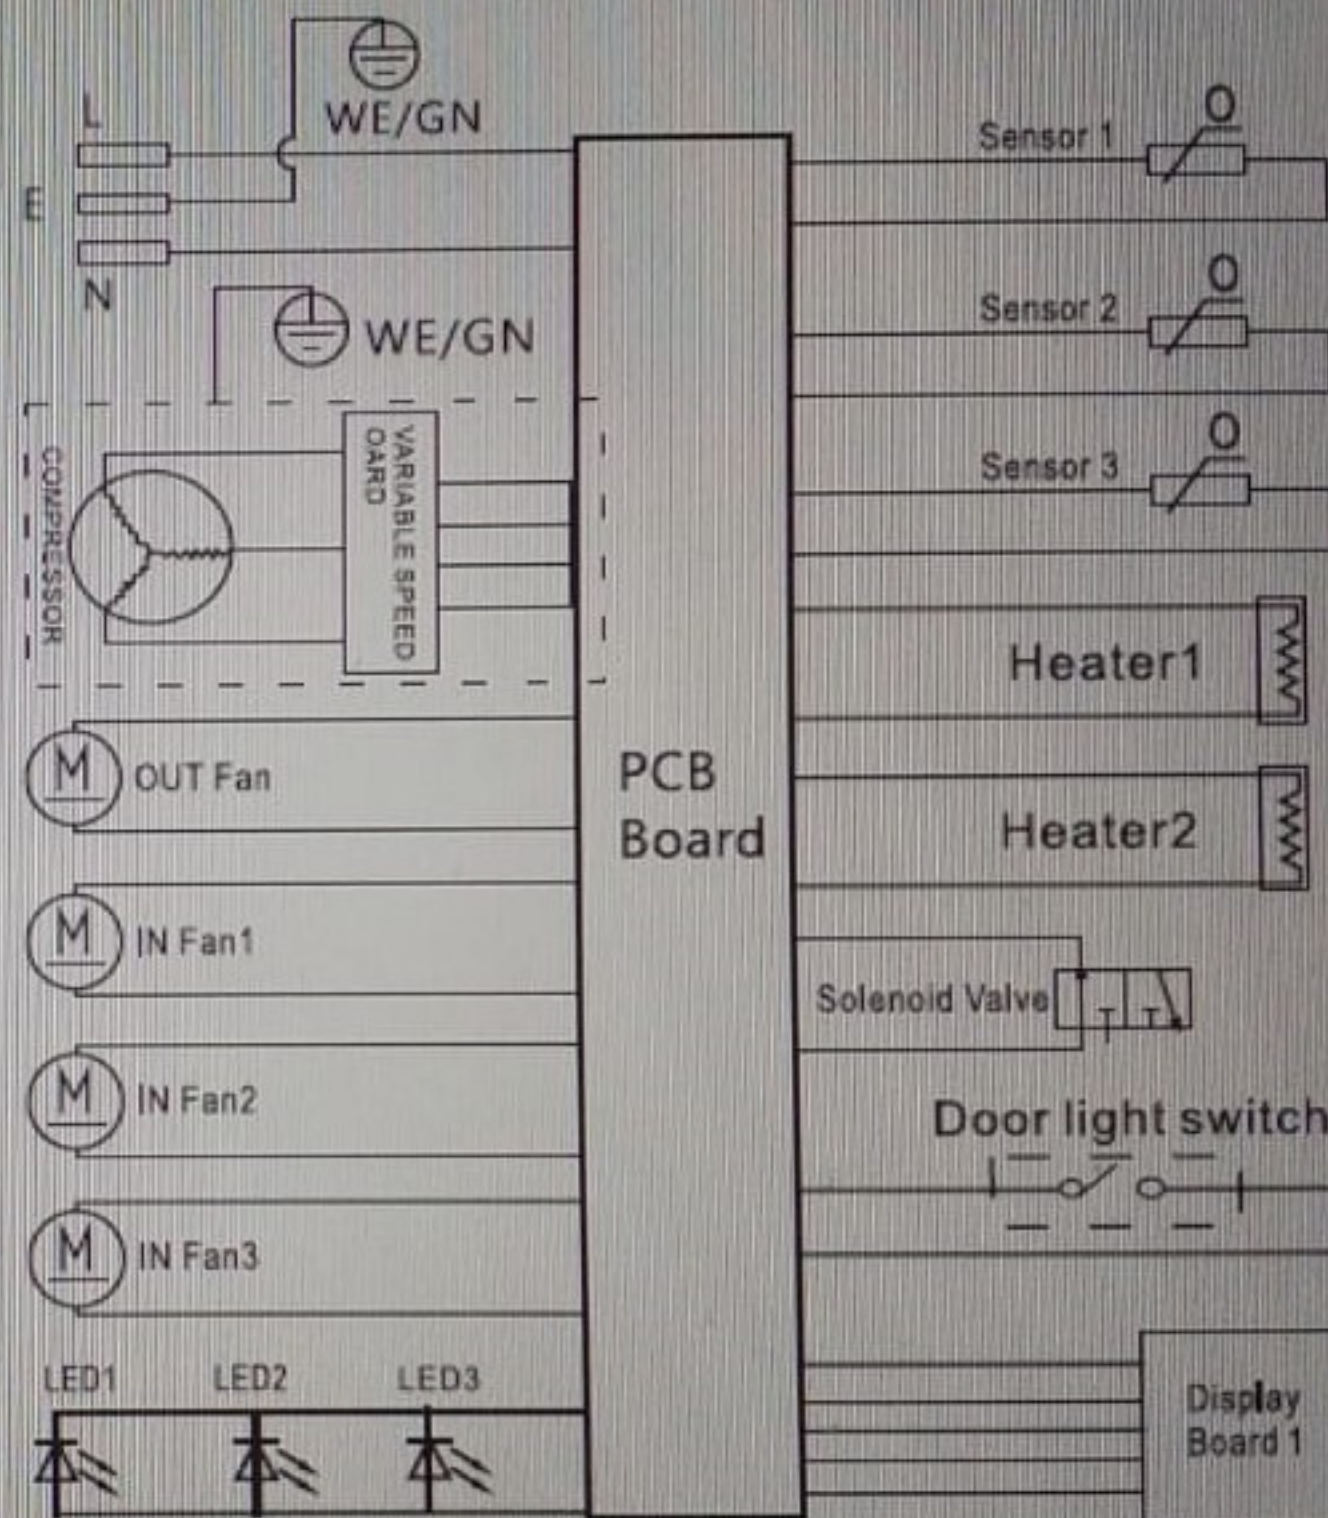 L
WE/GN
E
N
WE/GN
COMPRESSOR
VARIABLE SPEED
OARD
M
OUT Fan
M
IN Fan1
M
IN Fan2
M
IN Fan3
LED1
LED2
LED3
PCB
Board
Sensor 1
Sensor 2
Sensor 3
Heater1
Heater2
Solenoid Valve
Door light switch
Display
Board 1